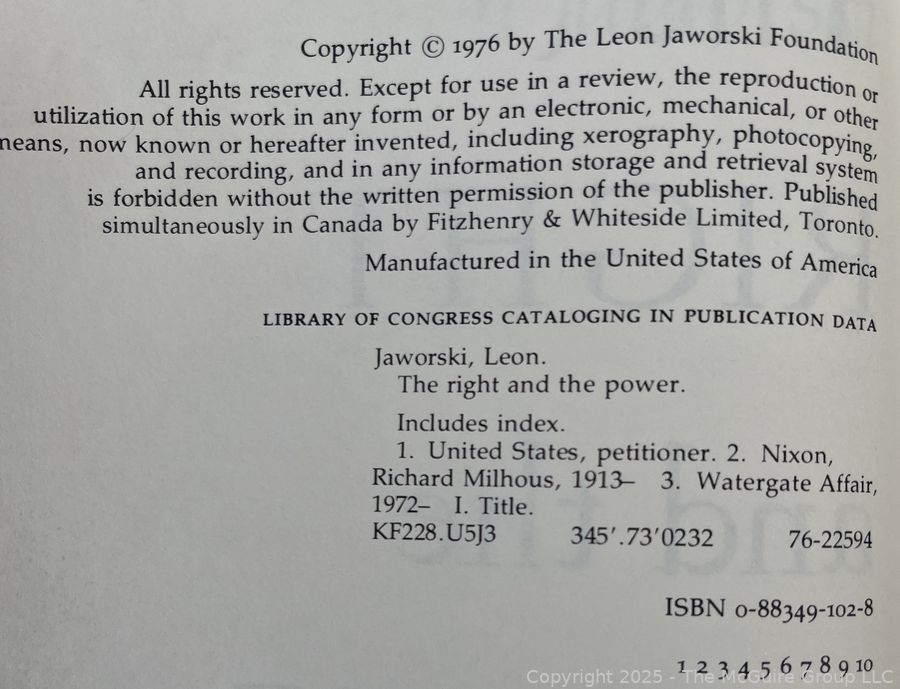 Copyright © 1976 by The Leon Jaworski Foundation
All rights reserved. Except for use in a review, the reproduction or
utilization of this work in any form or by an electronic, mechanical, or other
means, now known or hereafter invented, including xerography, photocopying,
and recording, and in any information storage and retrieval system
is forbidden without the written permission of the publisher. Published
simultaneously in Canada by Fitzhenry & Whiteside Limited, Toronto.
Manufactured in the United States of America
LIBRARY OF CONGRESS CATALOGING IN PUBLICATION DATA
Jaworski, Leon.
The right and the power.
Includes index.
1. United States, petitioner. 2. Nixon,
Richard Milhous, 1913– 3. Watergate Affair,
1972– I. Title.
KF228.U5J3 345′.73′0232 76-22594
ISBN 0-88349-102-8
1 2 3 4 5 6 7 8 9 10
Copyright 2025 - The McGuire Group LLC